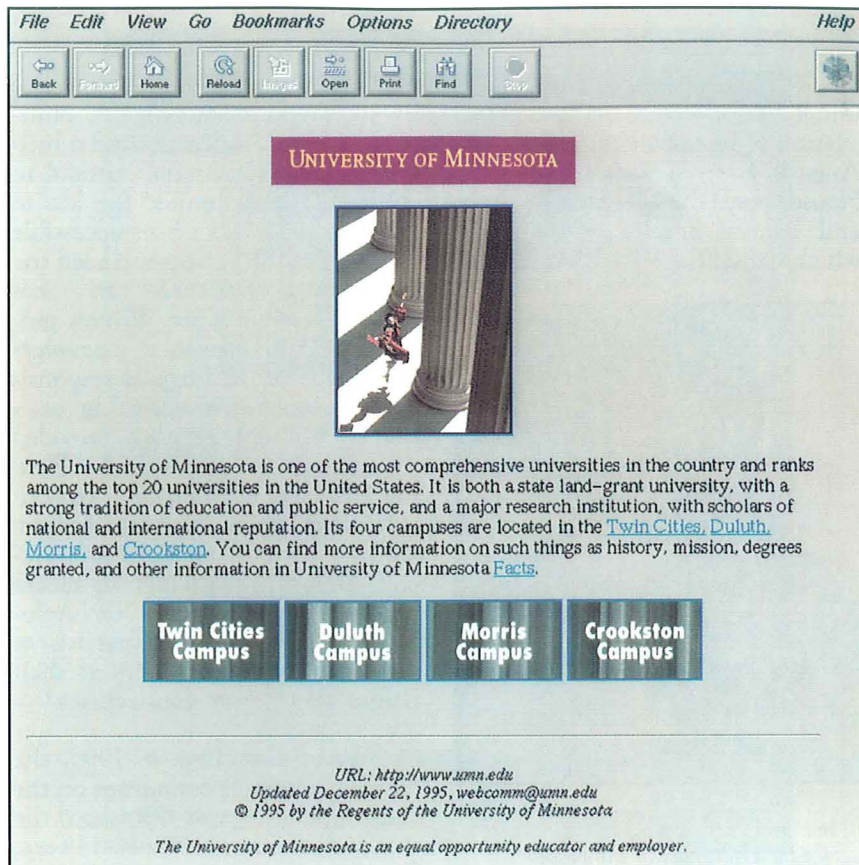 File Edit View Go Bookmarks Options Directory Help
Back Forward Home Reload Images Open Print Find Stop
UNIVERSITY OF MINNESOTA
The University of Minnesota is one of the most comprehensive universities in the country and ranks
among the top 20 universities in the United States. It is both a state land-grant university, with a
strong tradition of education and public service, and a major research institution, with scholars of
national and international reputation. Its four campuses are located in the Twin Cities, Duluth,
Morris, and Crookston. You can find more information on such things as history, mission, degrees
granted, and other information in University of Minnesota Facts.
Twin Cities Duluth Morris Crookston
Campus Campus Campus Campus
URL: http://www.umn.edu
Updated December 22, 1995, webcomm@umn.edu
© 1995 by the Regents of the University of Minnesota
The University of Minnesota is an equal opportunity educator and employer.